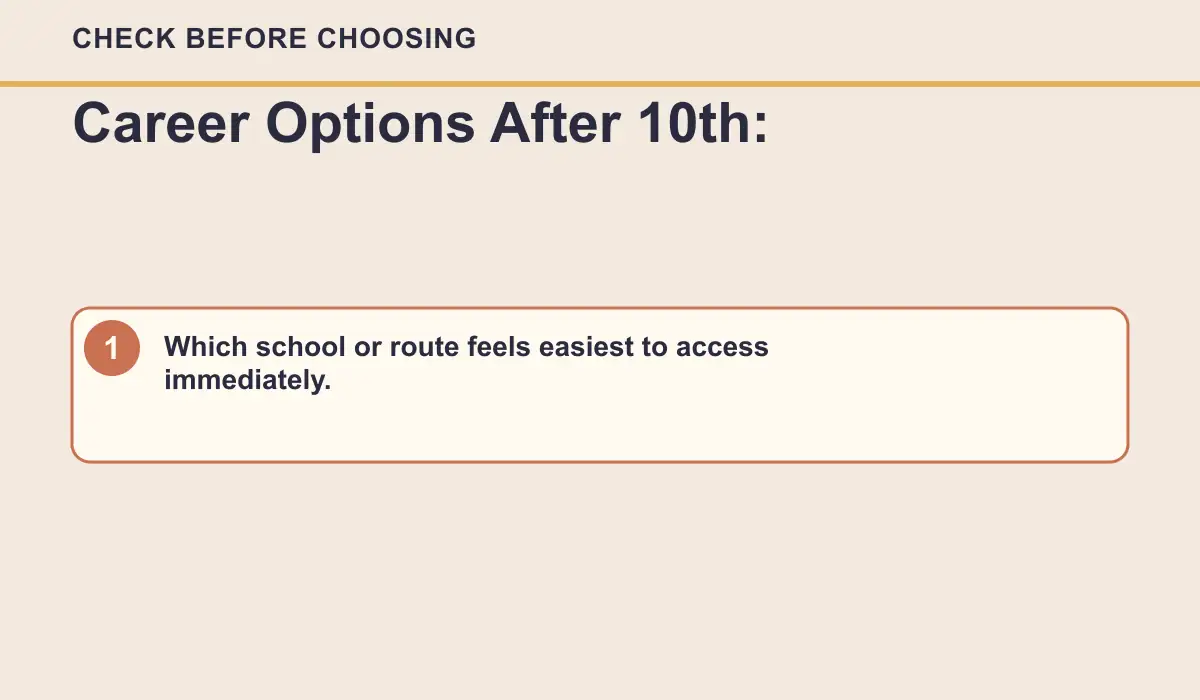 CHECK BEFORE CHOOSING
Career Options After 10th:
1
Which school or route feels easiest to access
immediately.